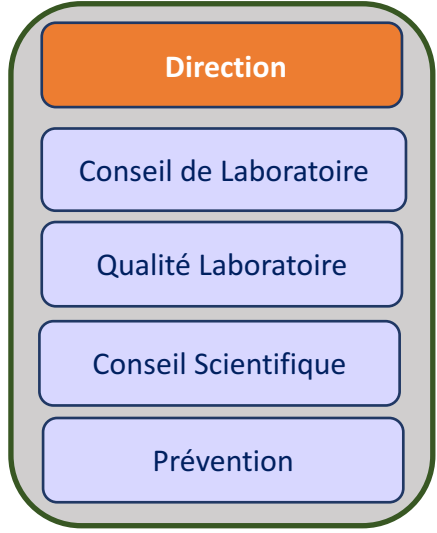 Direction
Conseil de Laboratoire
Qualité Laboratoire
Conseil Scientifique
Prévention